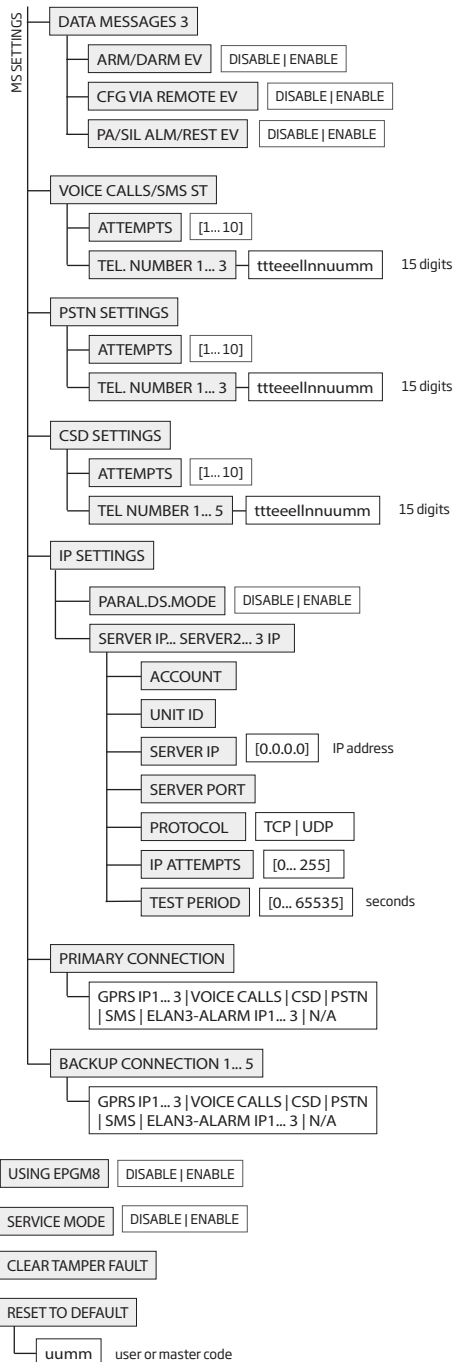 MS SETTINGS
DATA MESSAGES 3
ARM/DARM EV DISABLE | ENABLE
CFG VIA REMOTE EV DISABLE | ENABLE
PA/SIL ALM/REST EV DISABLE | ENABLE
VOICE CALLS/SMS ST
ATTEMPTS [1... 10]
TEL. NUMBER 1... 3 ttteeellnnuumm 15 digits
PSTN SETTINGS
ATTEMPTS [1... 10]
TEL. NUMBER 1... 3 ttteeellnnuumm 15 digits
CSD SETTINGS
ATTEMPTS [1... 10]
TEL NUMBER 1... 5 ttteeellnnuumm 15 digits
IP SETTINGS
PARAL.DS.MODE DISABLE | ENABLE
SERVER IP... SERVER2... 3 IP
ACCOUNT
UNIT ID
SERVER IP [0.0.0.0] IP address
SERVER PORT
PROTOCOL TCP | UDP
IP ATTEMPTS [0... 255]
TEST PERIOD [0... 65535] seconds
PRIMARY CONNECTION
GPRS IP1... 3 | VOICE CALLS | CSD | PSTN
| SMS | ELAN3-ALARM IP1... 3 | N/A
BACKUP CONNECTION 1... 5
GPRS IP1... 3 | VOICE CALLS | CSD | PSTN
| SMS | ELAN3-ALARM IP1... 3 | N/A
USING EPGM8 DISABLE | ENABLE
SERVICE MODE DISABLE | ENABLE
CLEAR TAMPER FAULT
RESET TO DEFAULT
uumm user or master code